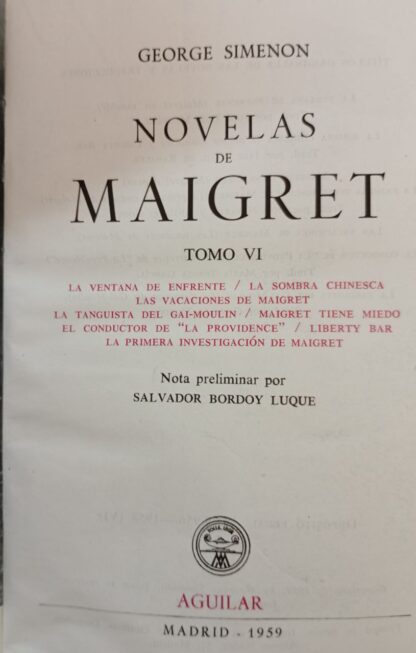 GEORGE SIMENON
NOVELAS
DE
MAIGRET
TOMO VI
LA VENTANA DE ENFRENTE / LA SOMBRA CHINESCA
LAS VACACIONES DE MAIGRET
LA TANGUISTA DEL GAI-MOULIN / MAIGRET TIENE MIEDO
EL CONDUCTOR DE "LA PROVIDENCE" / LIBERTY BAR
LA PRIMERA INVESTIGACIÓN DE MAIGRET
Nota preliminar por
SALVADOR BORDOY LUQUE
AGUILAR
MADRID - 1959